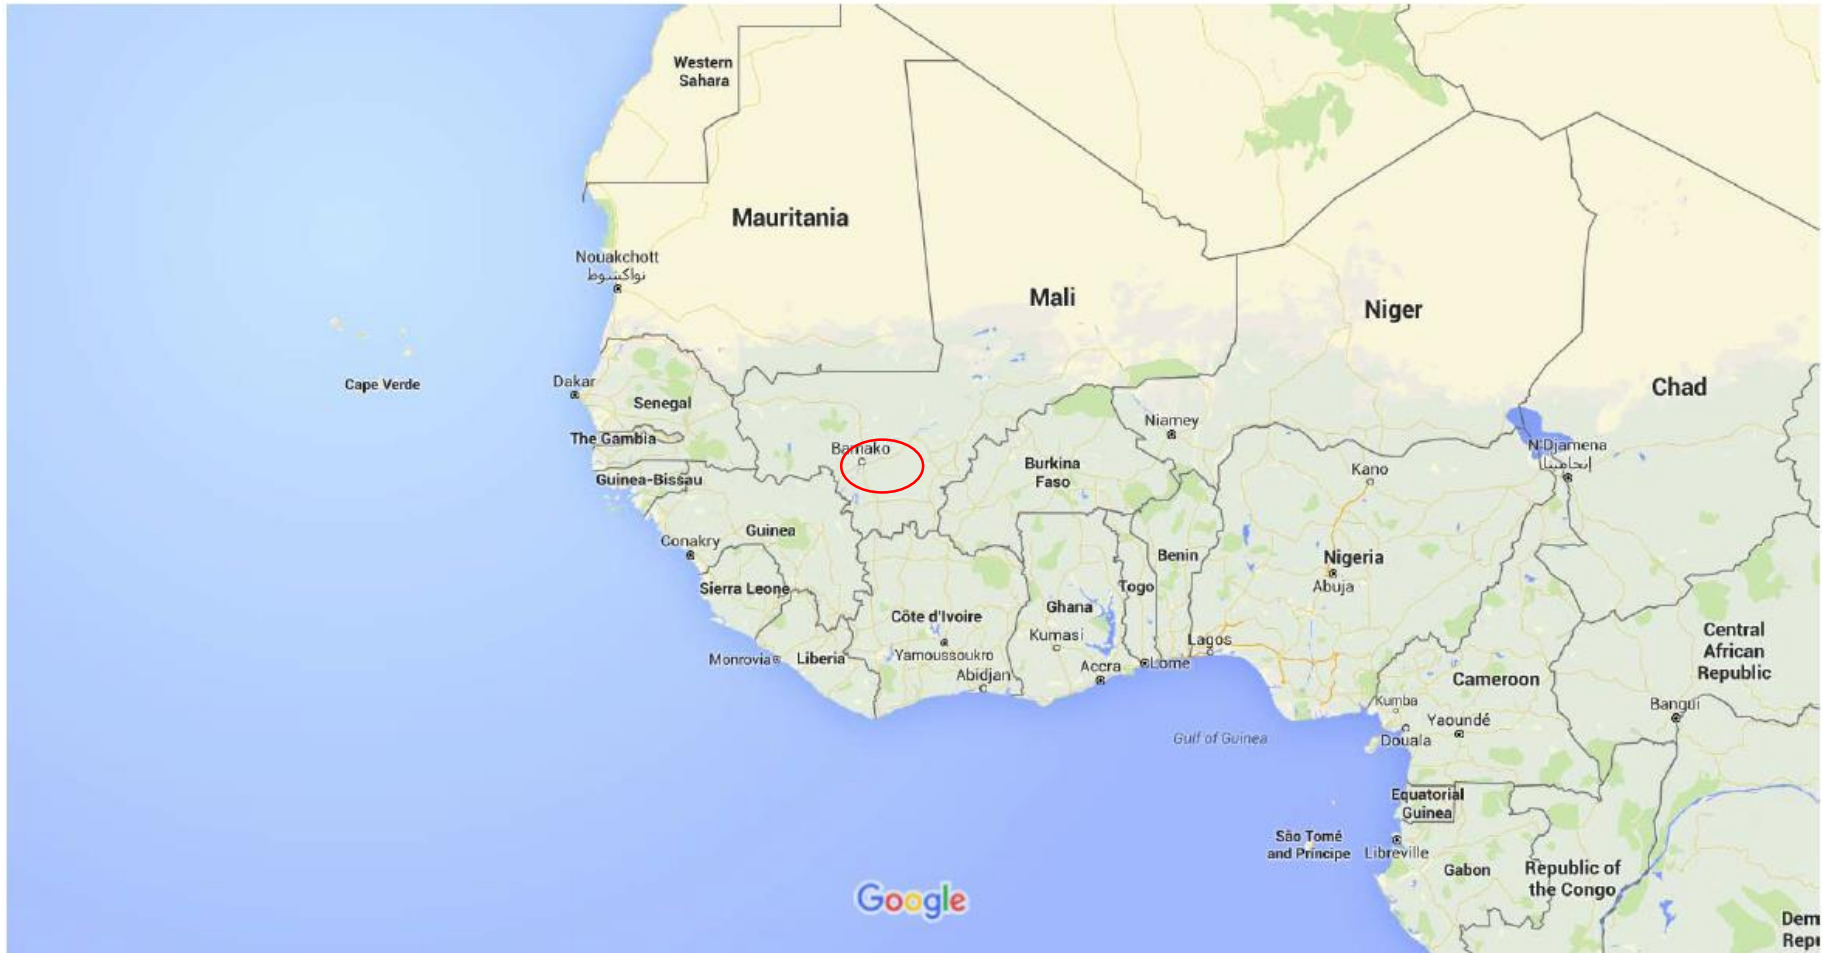 Western
Sahara
Mauritania
Nouakchott
نواكشوط
Mali
Niger
Chad
Cape Verde
Dakar
Senegal
The Gambia
Guinea-Bissau
Bamako
Burkina
Faso
Niamey
Kano
N'Djamena
إنجامينا
Guinea
Conakry
Sierra Leone
Monrovia
Liberia
Côte d'Ivoire
Yamoussoukro
Abidjan
Ghana
Kumasi
Accra
Togo
Lome
Benin
Lagos
Nigeria
Abuja
Central
African
Republic
Cameroon
Kumba
Yaoundé
Douala
Bangui
Gulf of Guinea
Equatorial
Guinea
São Tomé
and Príncipe
Libreville
Gabon
Republic of
the Congo
Google
Dem
Repu